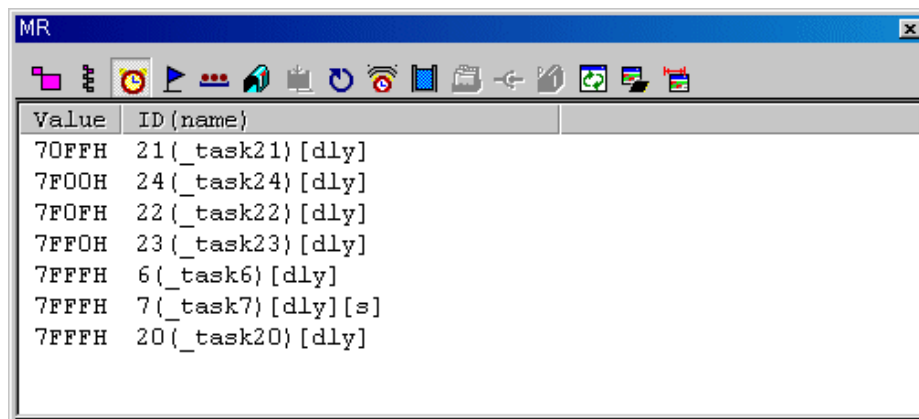 MR
Value ID(name)
70FFH 21(_task21)[dly]
7F00H 24(_task24)[dly]
7F0FH 22(_task22)[dly]
7FF0H 23(_task23)[dly]
7FFFH 6(_task6)[dly]
7FFFH 7(_task7)[dly][s]
7FFFH 20(_task20)[dly]